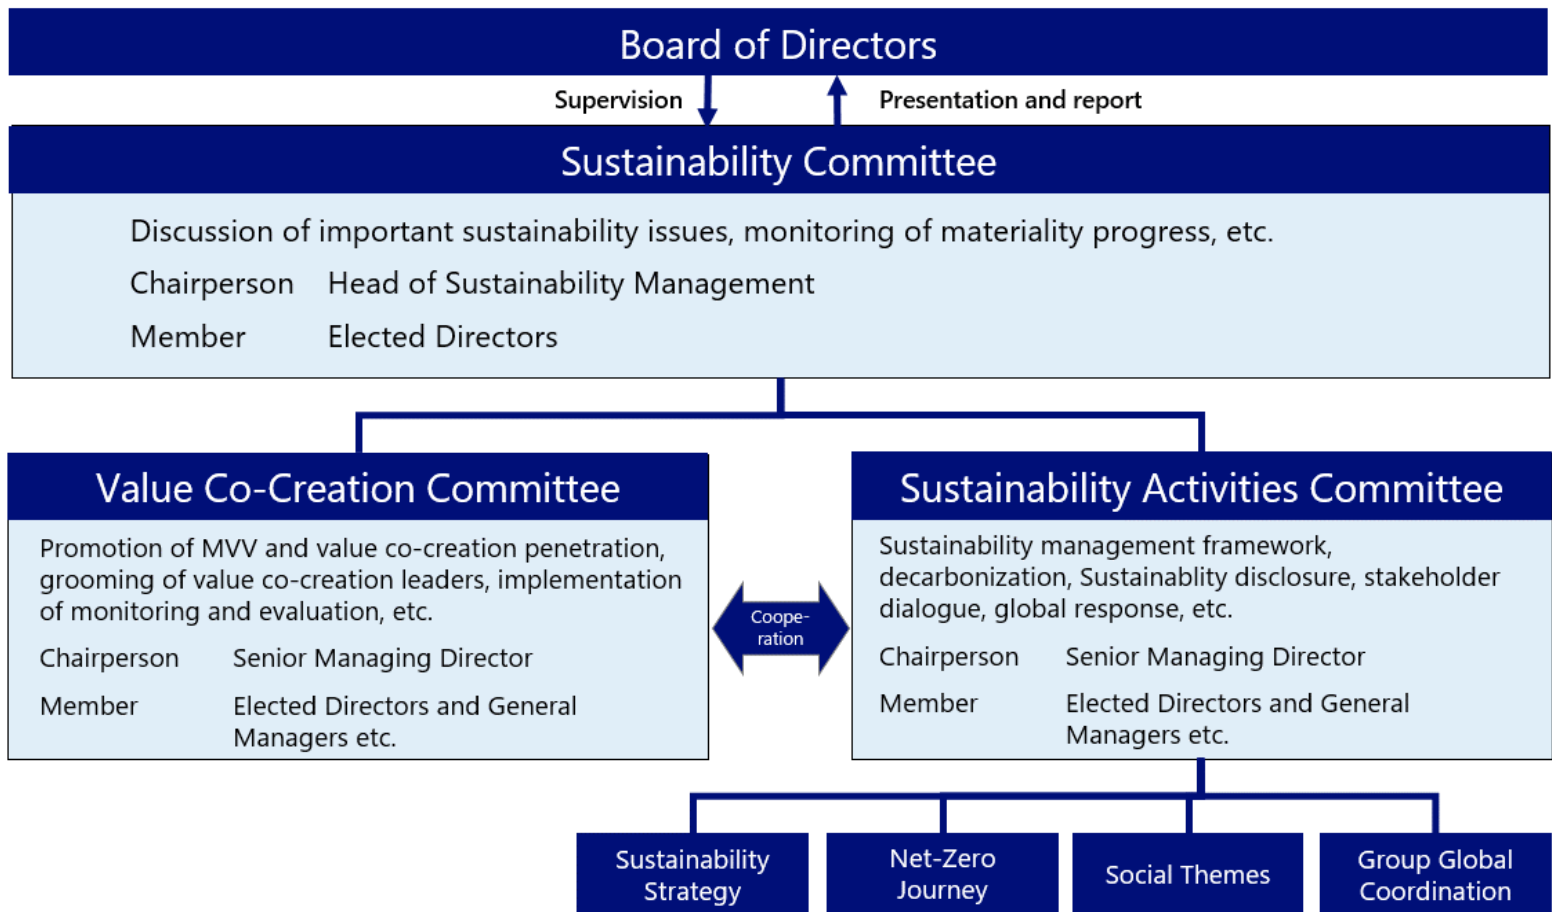 Board of Directors
Supervision
Presentation and report
Sustainability Committee
Discussion of important sustainability issues, monitoring of materiality progress, etc.
Chairperson Head of Sustainability Management
Member Elected Directors
Value Co-Creation Committee
Promotion of MVV and value co-creation penetration,
grooming of value co-creation leaders, implementation
of monitoring and evaluation, etc.
Chairperson Senior Managing Director
Member Elected Directors and General
Managers etc.
Coope-
ration
Sustainability Activities Committee
Sustainability management framework,
decarbonization, Sustainablity disclosure, stakeholder
dialogue, global response, etc.
Chairperson Senior Managing Director
Member Elected Directors and General
Managers etc.
Sustainability
Strategy
Net-Zero
Journey
Social Themes
Group Global
Coordination